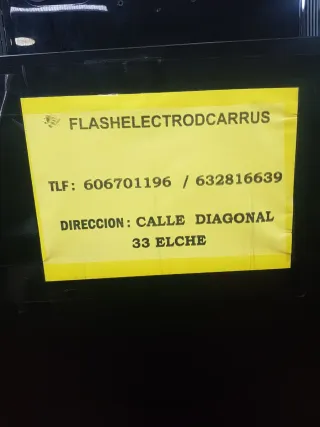 FLASHELECTRODCARRUS
TLF: 606701196 / 632816639
DIRECCION: CALLE DIAGONAL
33 ELCHE